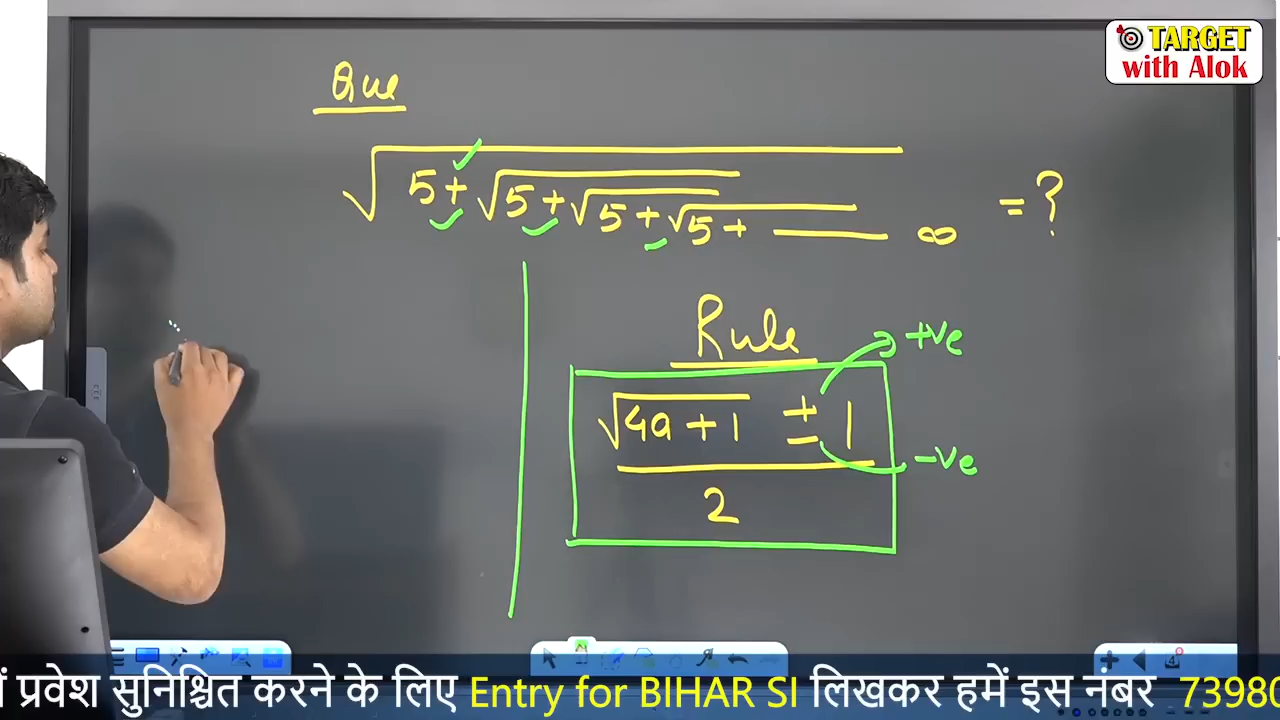 TARGET
with Alok
Que
√(5+√(5+√(5+√(5+ ——— ∞ = ?
Rule
√(4a+1) ± 1
2
+ve
-ve
में प्रवेश सुनिश्चित करने के लिए Entry for BIHAR SI लिखकर हमें इस नंबर 73980